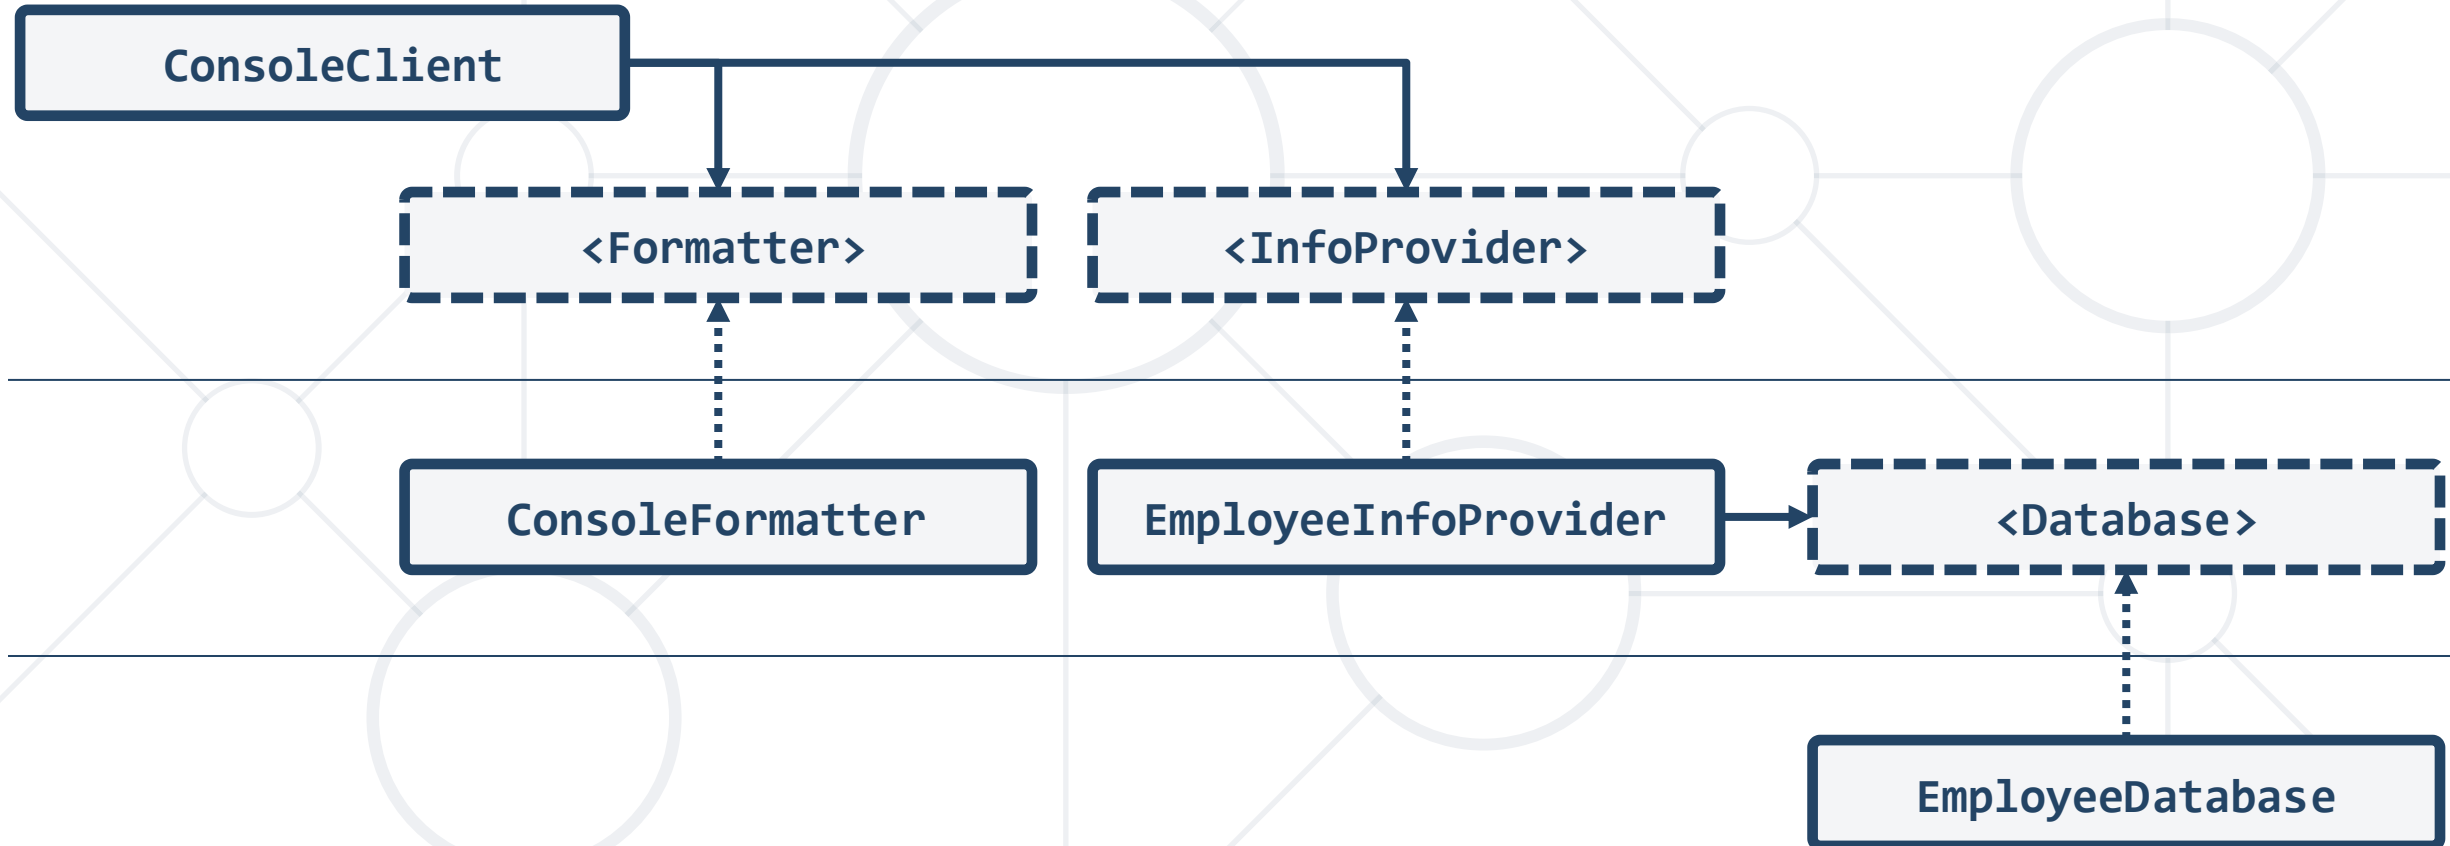 ConsoleClient
<Formatter>
<InfoProvider>
ConsoleFormatter
EmployeeInfoProvider
<Database>
EmployeeDatabase